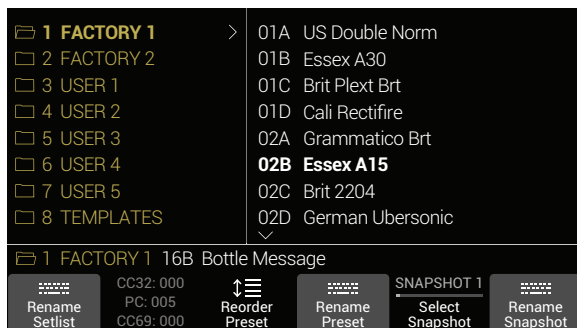 1 FACTORY 1 >
2 FACTORY 2
3 USER 1
4 USER 2
5 USER 3
6 USER 4
7 USER 5
8 TEMPLATES
01A US Double Norm
01B Essex A30
01C Brit Plext Brt
01D Cali Rectifire
02A Grammatico Brt
02B Essex A15
02C Brit 2204
02D German Ubersonic
1 FACTORY 1 16B Bottle Message
Rename
Setlist
CC32: 000
PC: 005
CC69: 000
Reorder
Preset
Rename
Preset
SNAPSHOT 1
Select
Snapshot
Rename
Snapshot